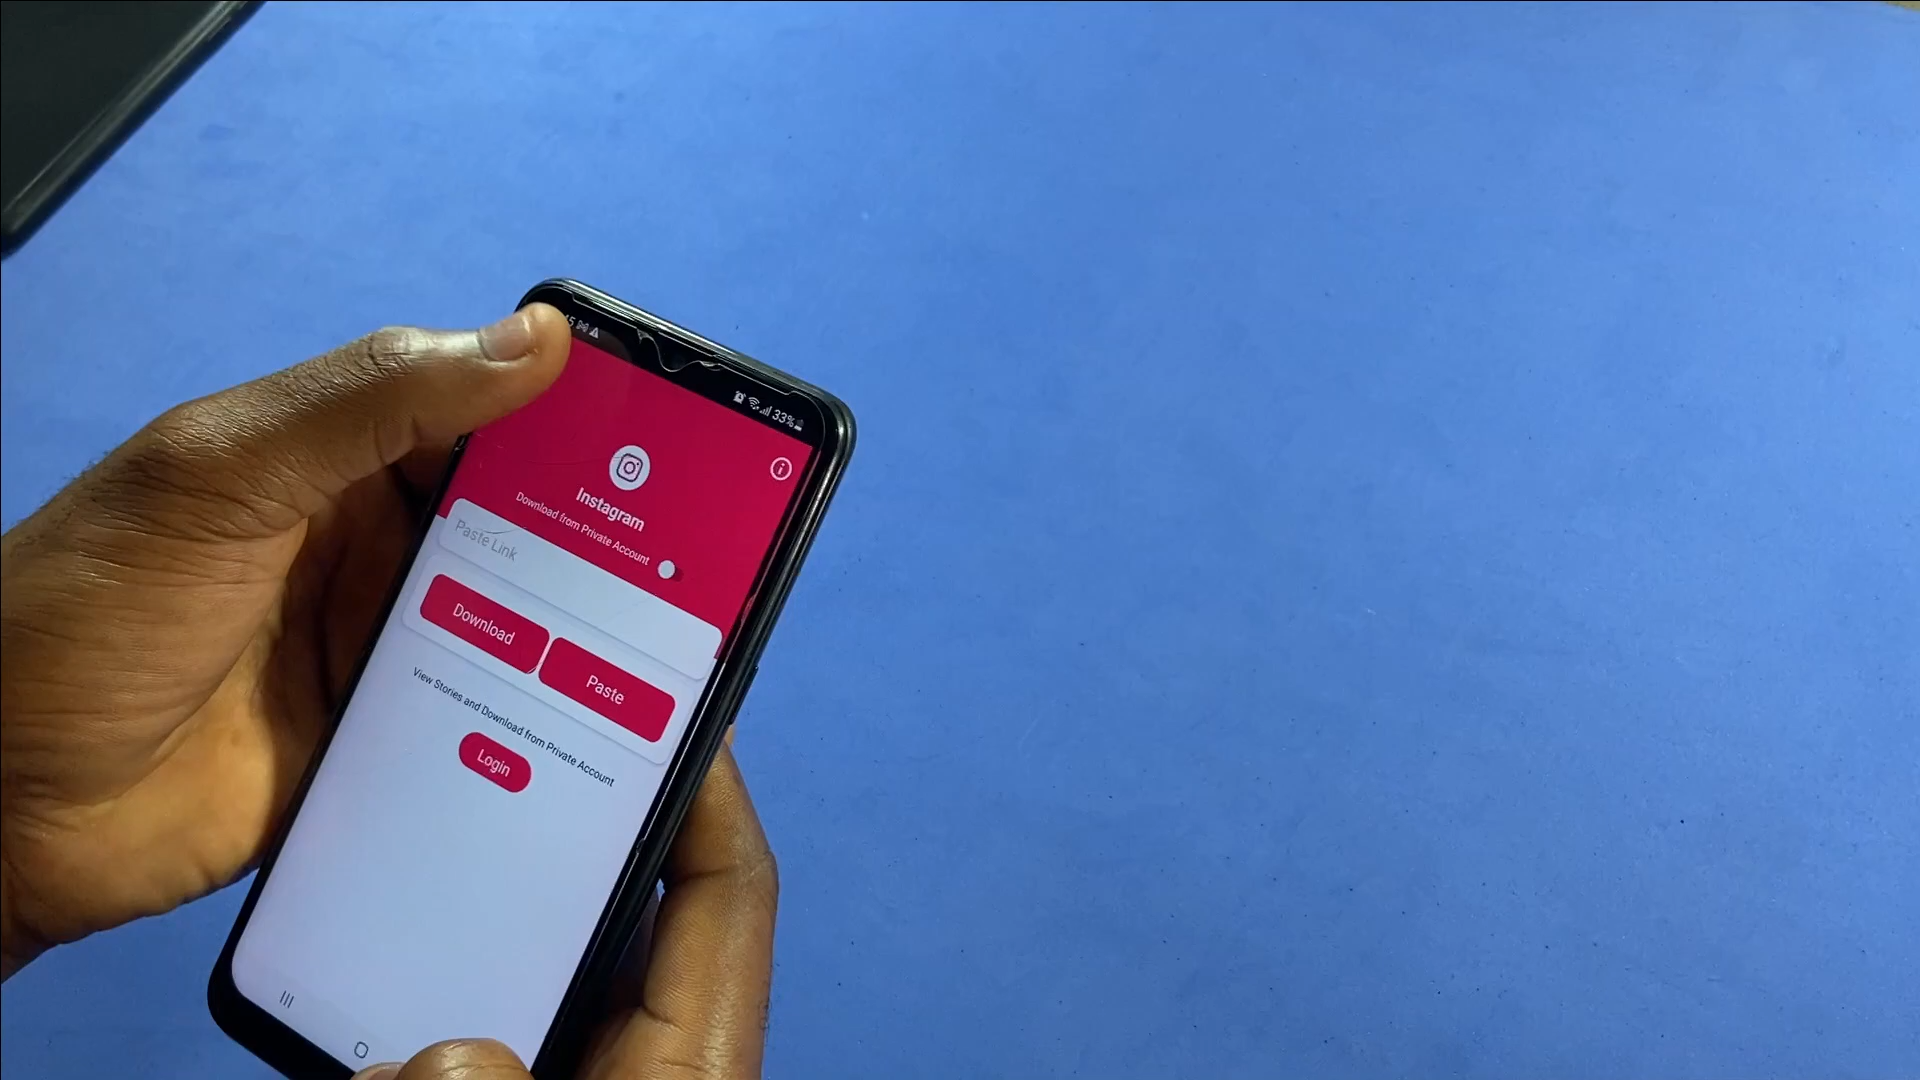 33%
Instagram
Download from Private Account
Paste Link
Download
Paste
View Stories and Download from Private Account
Login